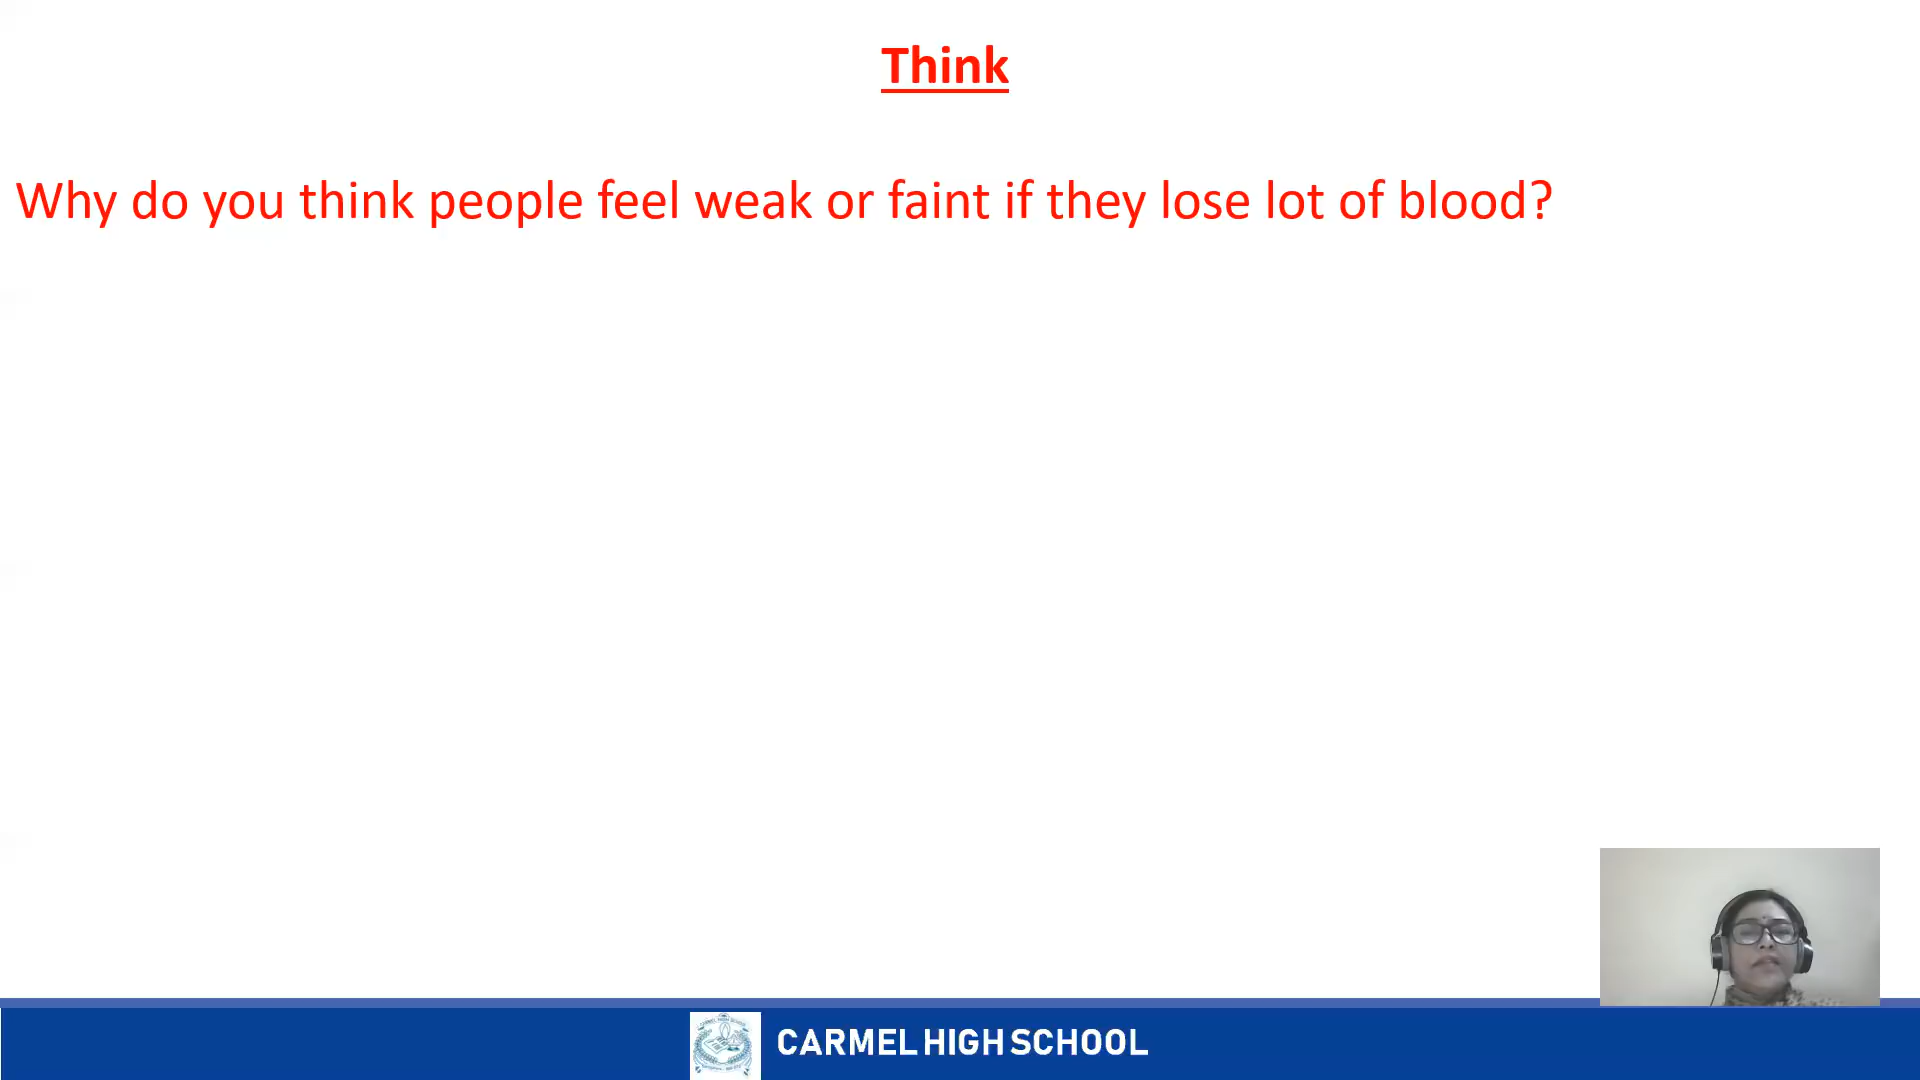 Think
Why do you think people feel weak or faint if they lose lot of blood?
CARMEL HIGH SCHOOL